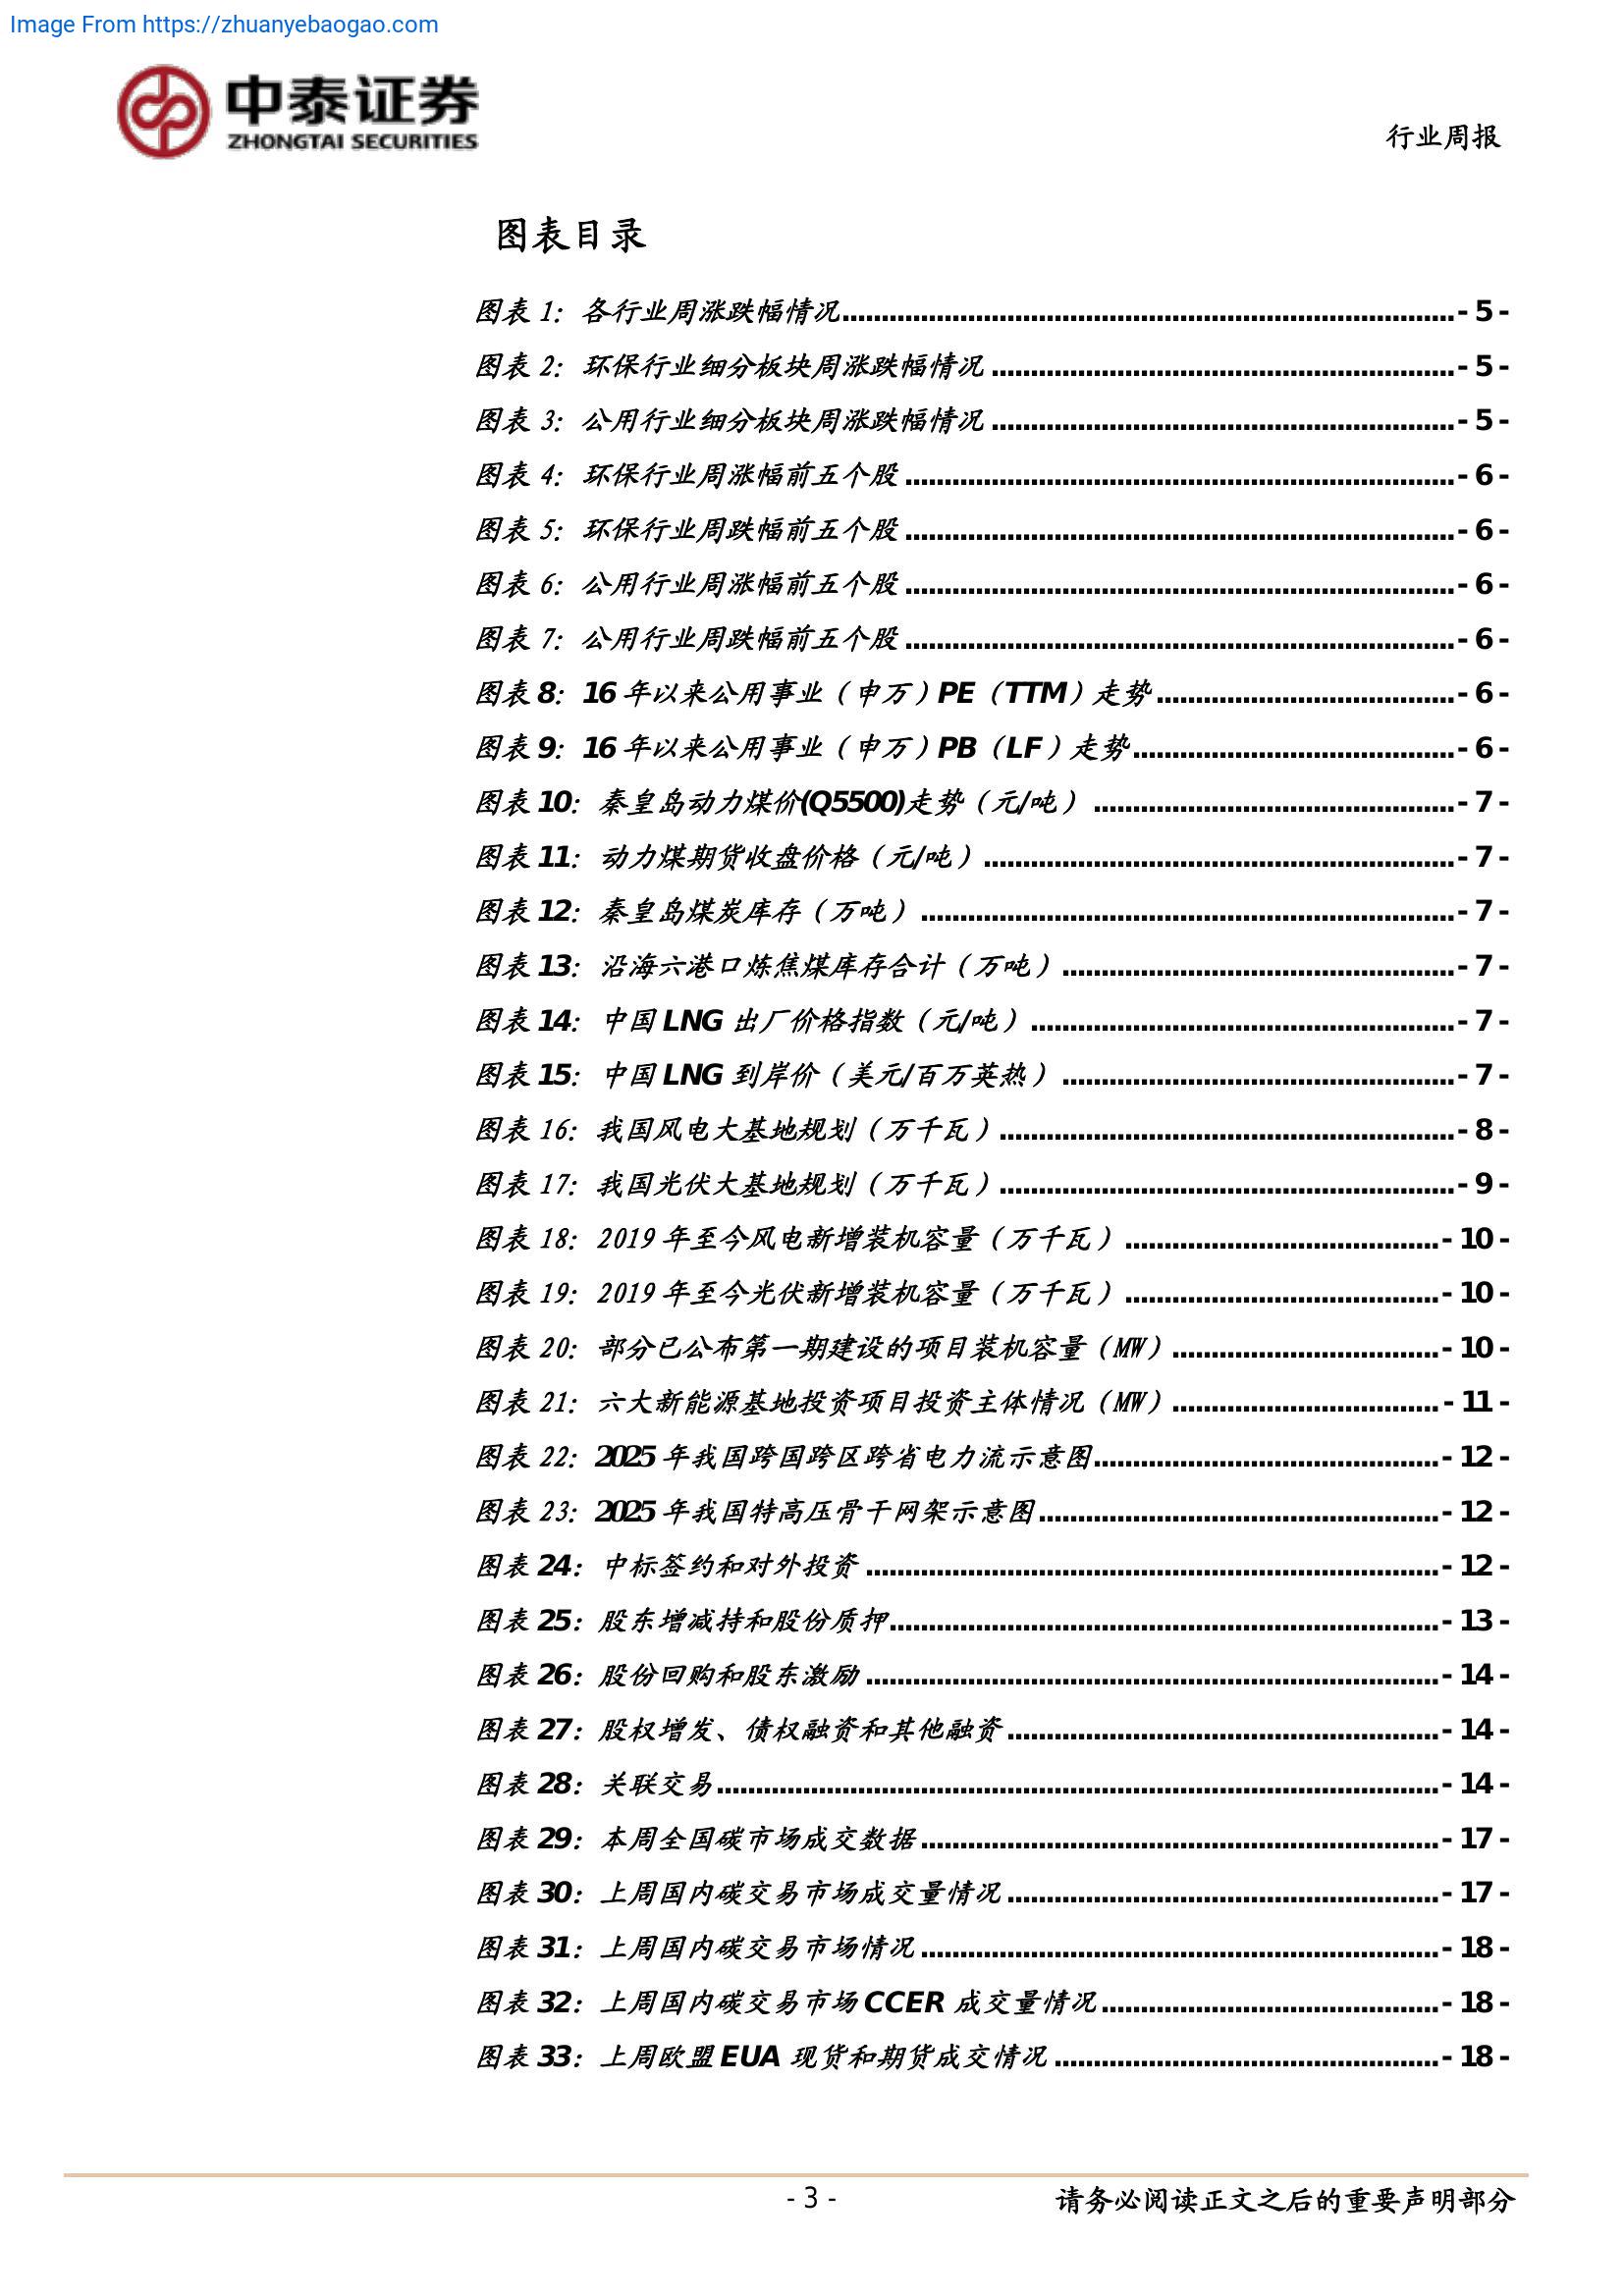 Image From https://zhuanyebaogao.com
中泰证券
ZHONGTAI SECURITIES
行业周报
图表目录
图表 1：各行业周涨跌幅情况 - 5 -
图表 2：环保行业细分板块周涨跌幅情况 - 5 -
图表 3：公用行业细分板块周涨跌幅情况 - 5 -
图表 4：环保行业周涨幅前五个股 - 6 -
图表 5：环保行业周跌幅前五个股 - 6 -
图表 6：公用行业周涨幅前五个股 - 6 -
图表 7：公用行业周跌幅前五个股 - 6 -
图表 8：16 年以来公用事业（申万）PE（TTM）走势 - 6 -
图表 9：16 年以来公用事业（申万）PB（LF）走势 - 6 -
图表 10：秦皇岛动力煤价(Q5500)走势（元/吨） - 7 -
图表 11：动力煤期货收盘价格（元/吨） - 7 -
图表 12：秦皇岛煤炭库存（万吨） - 7 -
图表 13：沿海六港口炼焦煤库存合计（万吨） - 7 -
图表 14：中国 LNG 出厂价格指数（元/吨） - 7 -
图表 15：中国 LNG 到岸价（美元/百万英热） - 7 -
图表 16：我国风电大基地规划（万千瓦） - 8 -
图表 17：我国光伏大基地规划（万千瓦） - 9 -
图表 18：2019 年至今风电新增装机容量（万千瓦） - 10 -
图表 19：2019 年至今光伏新增装机容量（万千瓦） - 10 -
图表 20：部分已公布第一期建设的项目装机容量（MW） - 10 -
图表 21：六大新能源基地投资项目投资主体情况（MW） - 11 -
图表 22：2025 年我国跨国跨区跨省电力流示意图 - 12 -
图表 23：2025 年我国特高压骨干网架示意图 - 12 -
图表 24：中标签约和对外投资 - 12 -
图表 25：股东增减持和股份质押 - 13 -
图表 26：股份回购和股东激励 - 14 -
图表 27：股权增发、债权融资和其他融资 - 14 -
图表 28：关联交易 - 14 -
图表 29：本周全国碳市场成交数据 - 17 -
图表 30：上周国内碳交易市场成交量情况 - 17 -
图表 31：上周国内碳交易市场情况 - 18 -
图表 32：上周国内碳交易市场 CCER 成交量情况 - 18 -
图表 33：上周欧盟 EUA 现货和期货成交情况 - 18 -
- 3 -
请务必阅读正文之后的重要声明部分